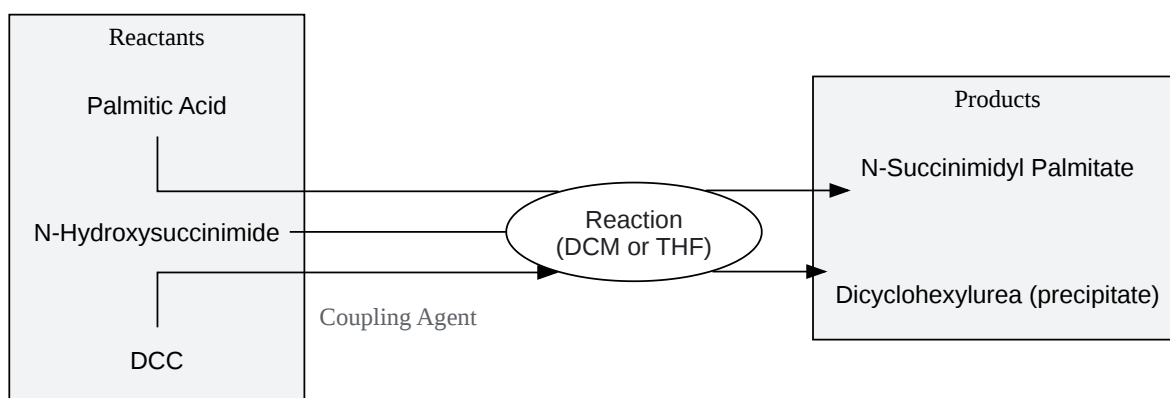 Reactants
Palmitic Acid
N-Hydroxysuccinimide
DCC
Coupling Agent
Reaction
(DCM or THF)
Products
N-Succinimidyl Palmitate
Dicyclohexylurea (precipitate)